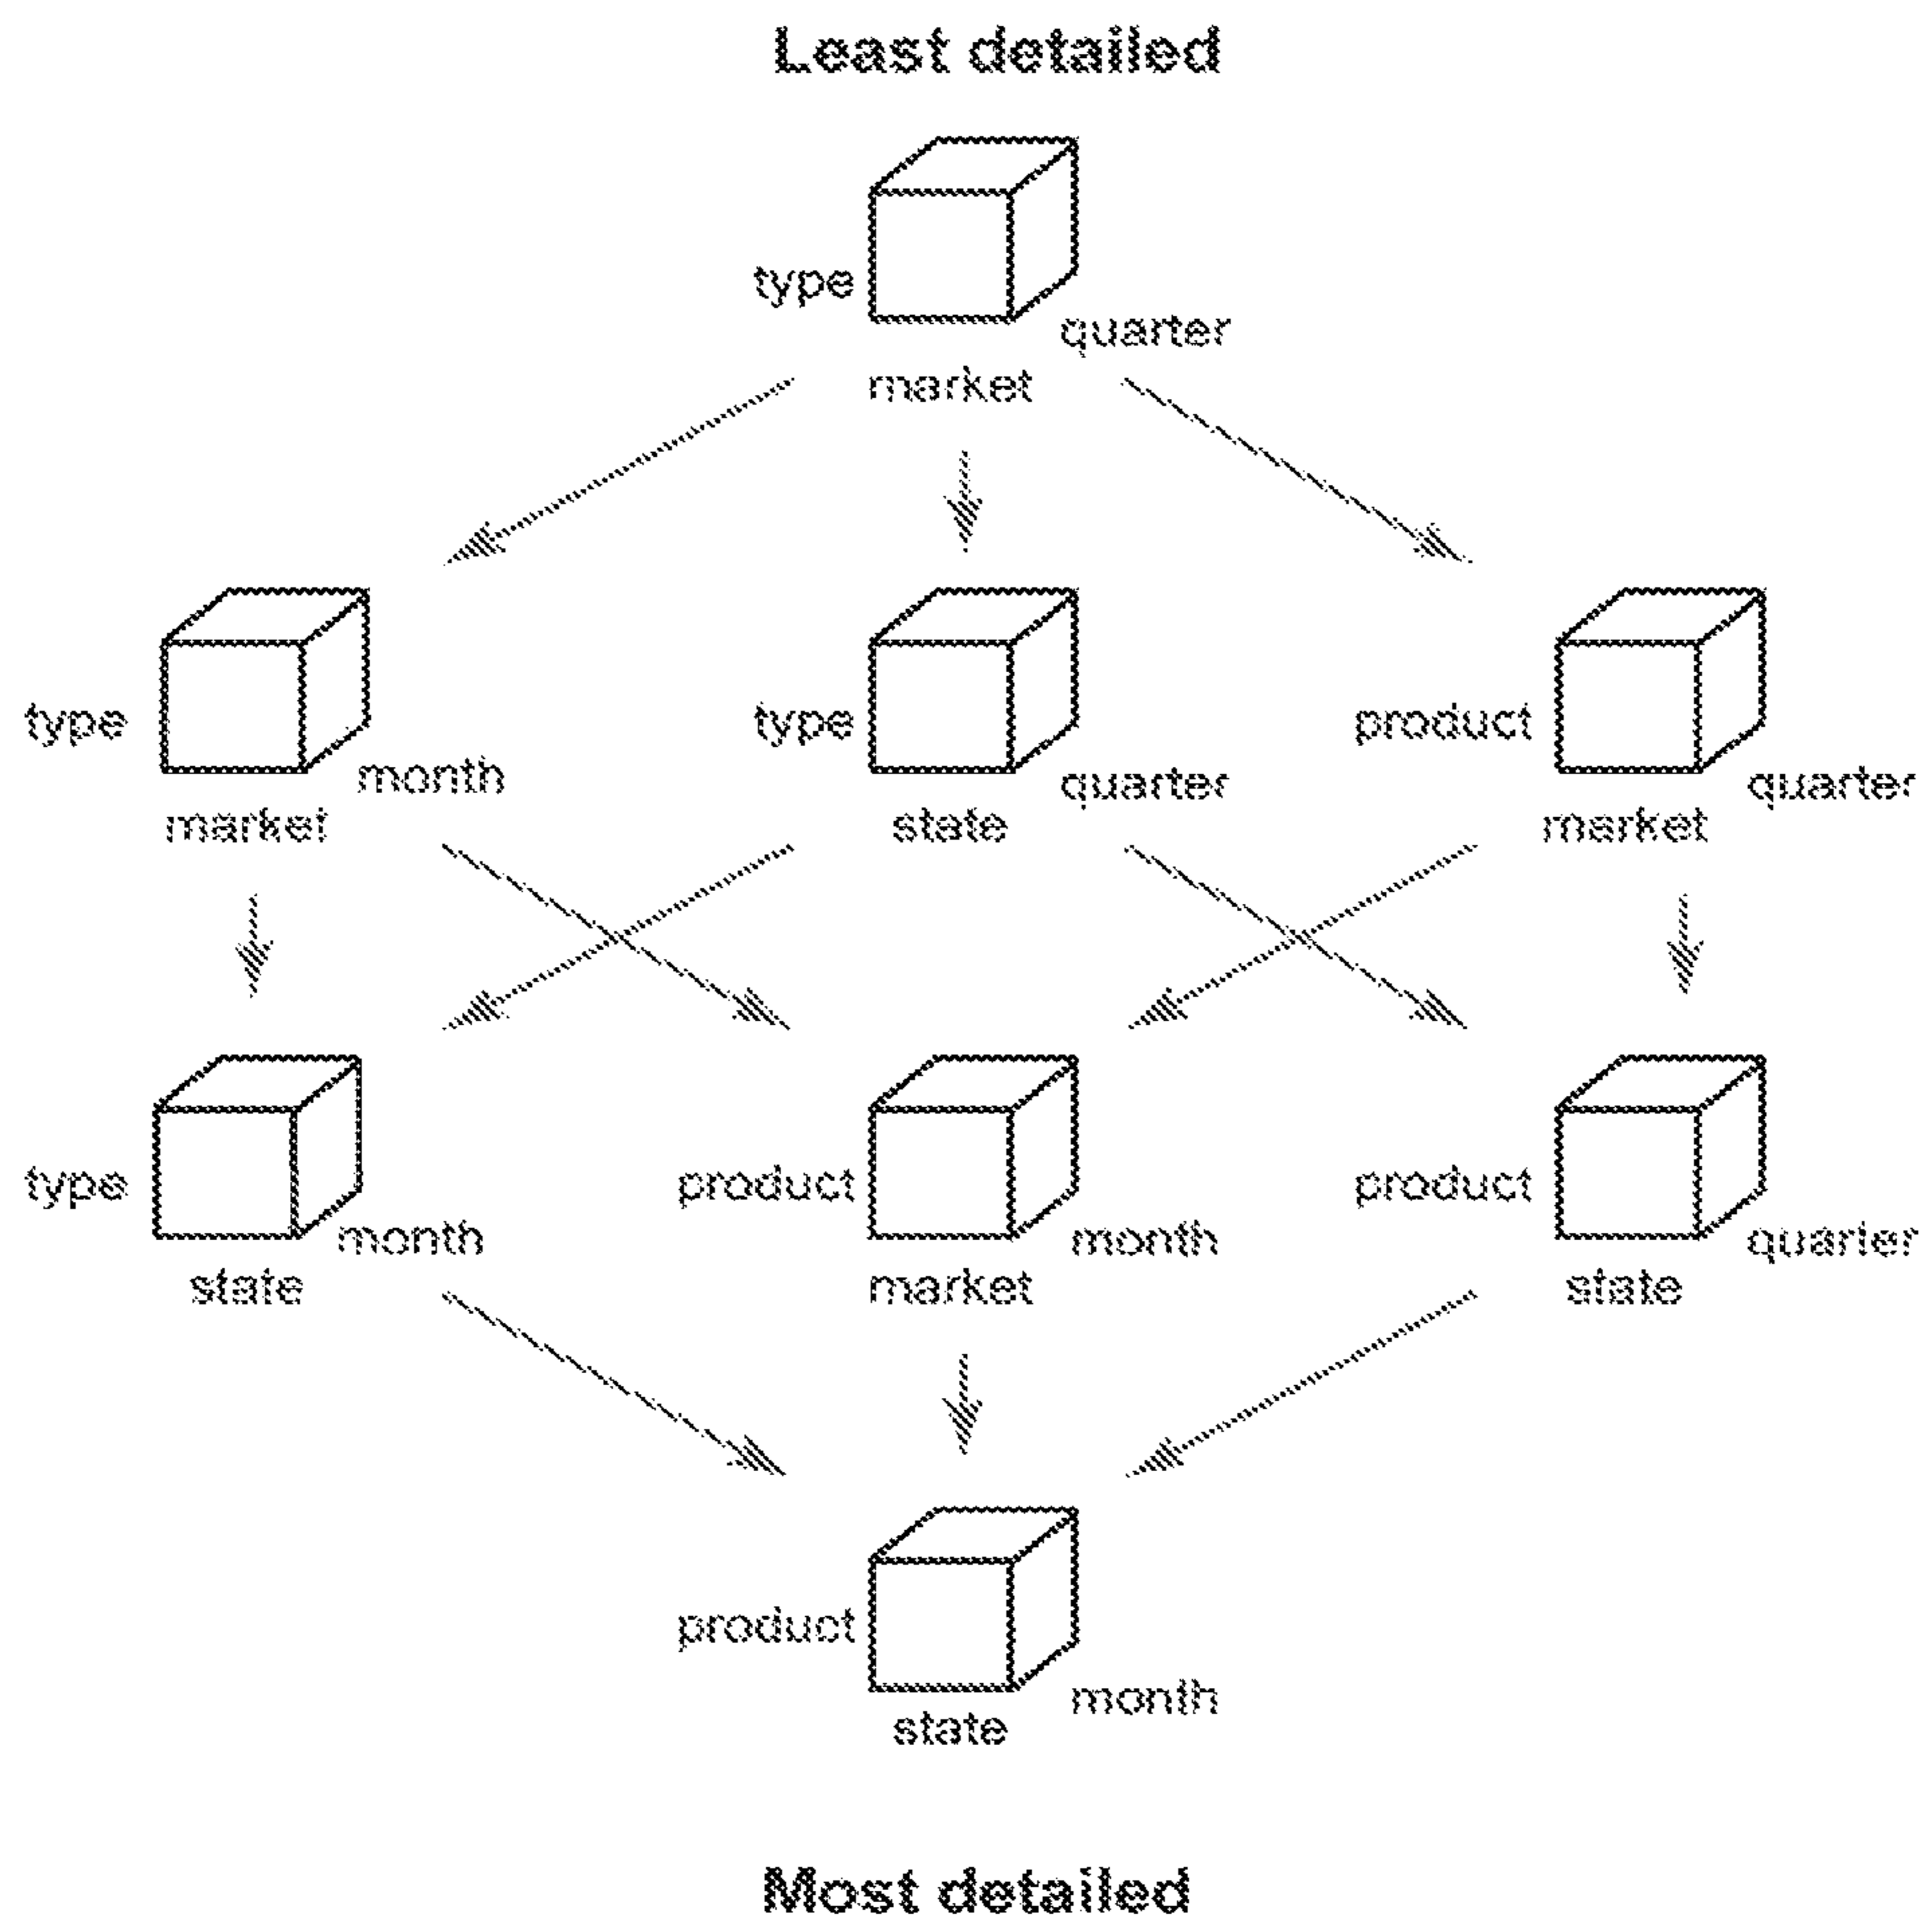 Least detailed
type
quarter
market
type
month
market
type
quarter
state
product
quarter
market
type
month
state
product
month
market
product
quarter
state
product
month
state
Most detailed